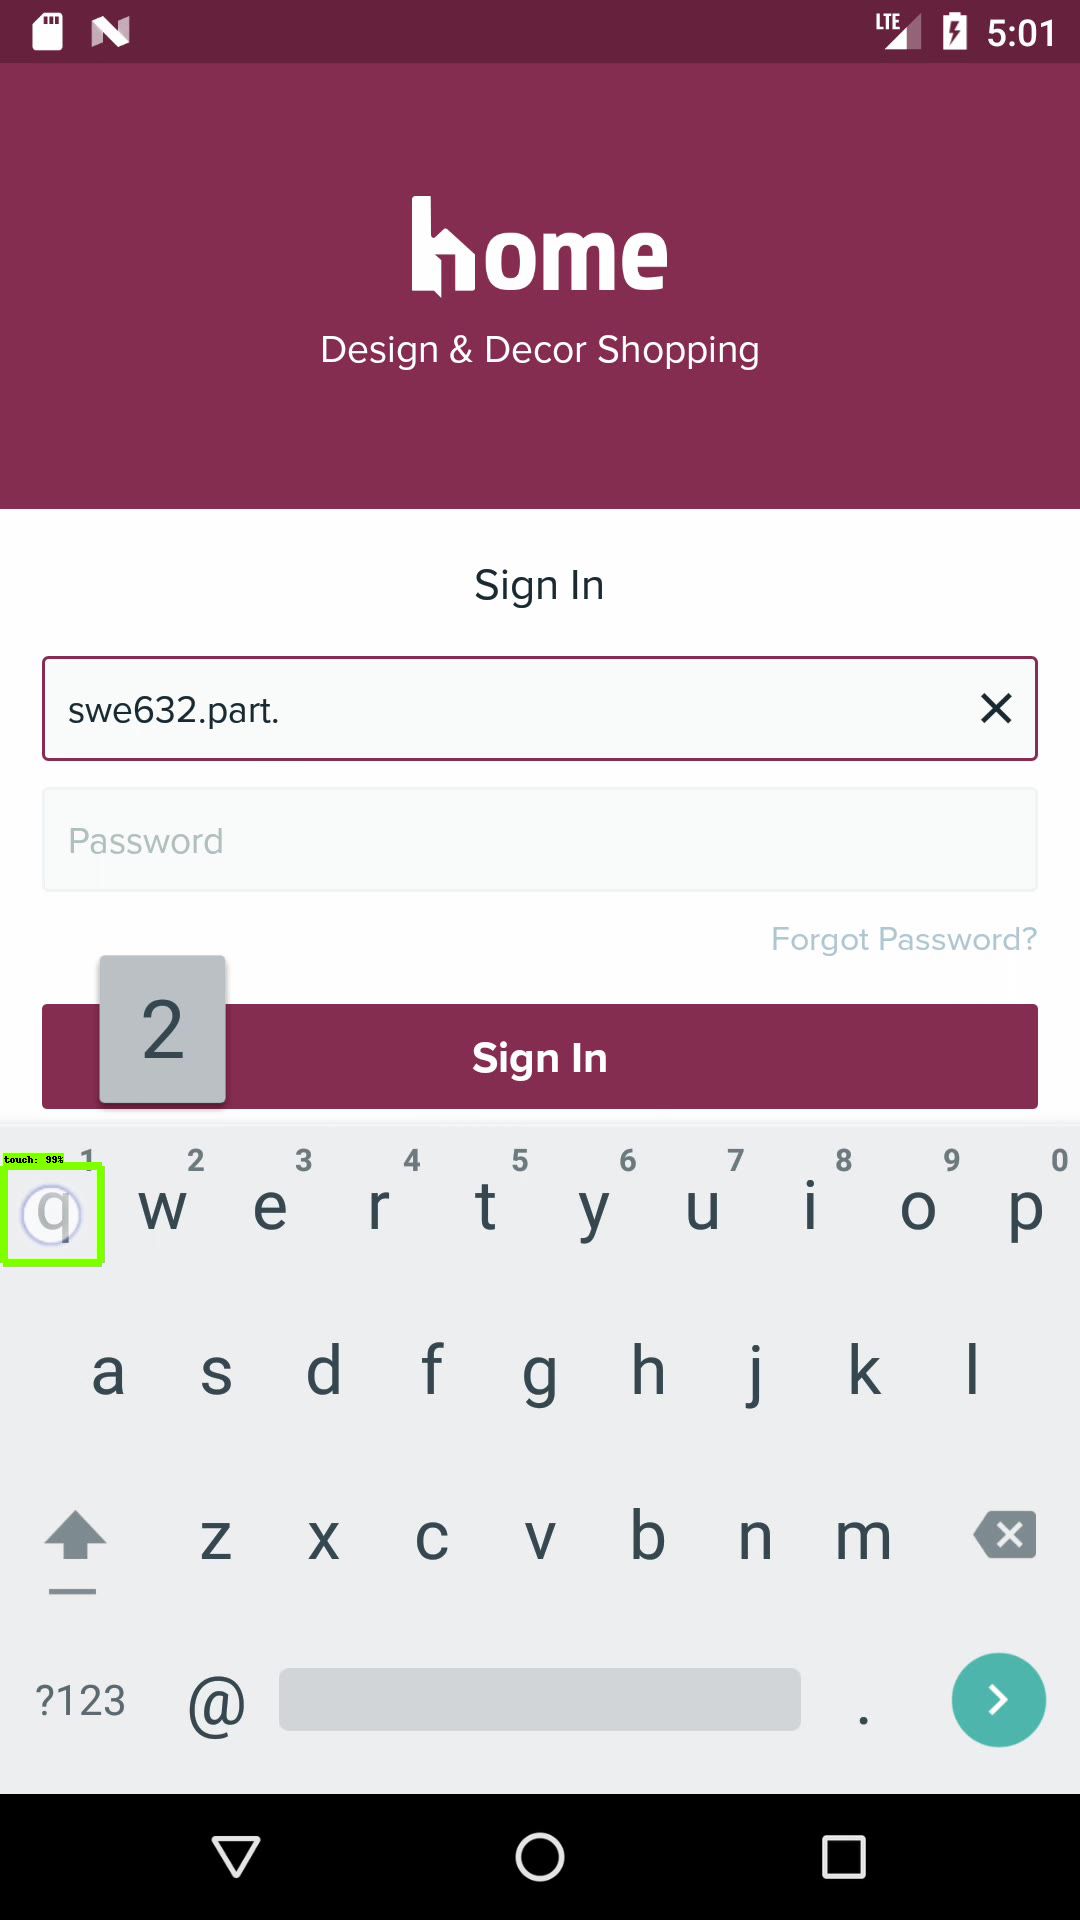 LTE 5:01
home
Design & Decor Shopping
Sign In
swe632.part.
Password
Forgot Password?
2
Sign In
touch: 99%
1 2 3 4 5 6 7 8 9 0
q w e r t y u i o p
a s d f g h j k l
z x c v b n m
?123 @ .